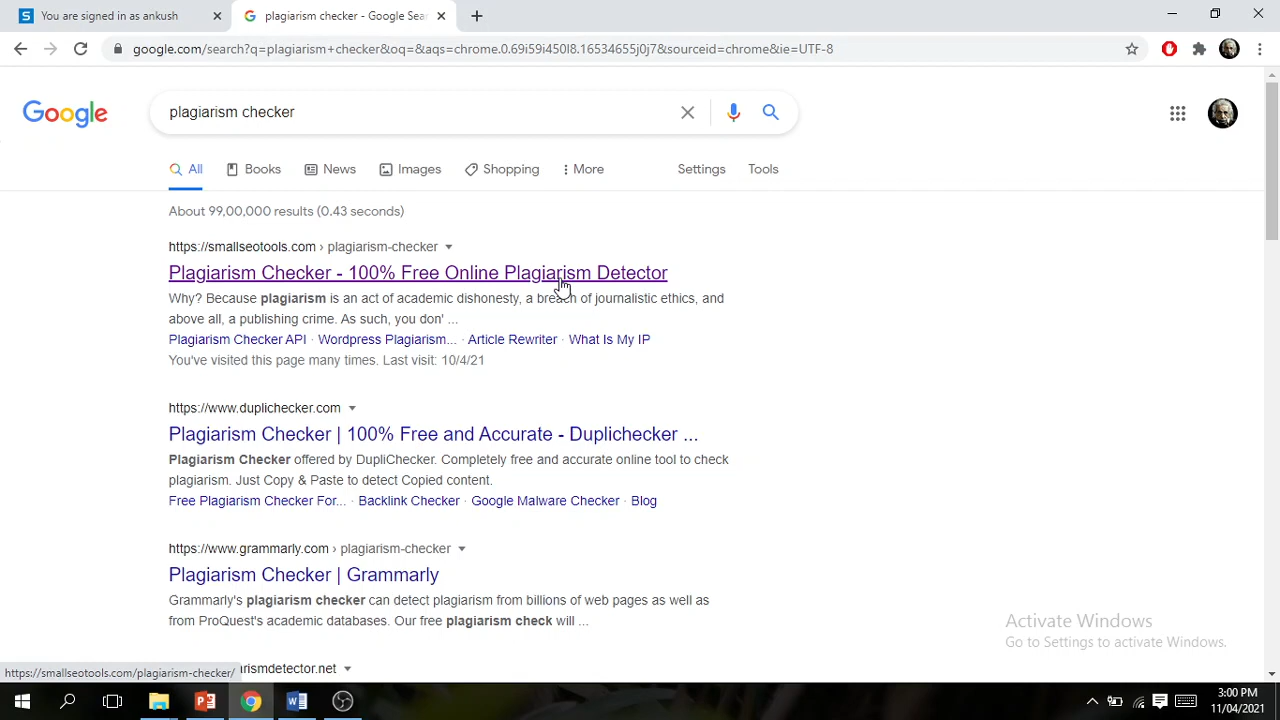 You are signed in as ankush
plagiarism checker - Google Sear
google.com/search?q=plagiarism+checker&oq=&aqs=chrome.0.69i59i450l8.16534655j0j7&sourceid=chrome&ie=UTF-8
Google
plagiarism checker
All
Books
News
Images
Shopping
More
Settings
Tools
About 99,00,000 results (0.43 seconds)
https://smallseotools.com › plagiarism-checker
Plagiarism Checker - 100% Free Online Plagiarism Detector
Why? Because plagiarism is an act of academic dishonesty, a breach of journalistic ethics, and
above all, a publishing crime. As such, you don' ...
Plagiarism Checker API · Wordpress Plagiarism... · Article Rewriter · What Is My IP
You've visited this page many times. Last visit: 10/4/21
https://www.duplichecker.com
Plagiarism Checker | 100% Free and Accurate - Duplichecker ...
Plagiarism Checker offered by DupliChecker. Completely free and accurate online tool to check
plagiarism. Just Copy & Paste to detect Copied content.
Free Plagiarism Checker For... · Backlink Checker · Google Malware Checker · Blog
https://www.grammarly.com › plagiarism-checker
Plagiarism Checker | Grammarly
Grammarly's plagiarism checker can detect plagiarism from billions of web pages as well as
from ProQuest's academic databases. Our free plagiarism check will ...
Activate Windows
Go to Settings to activate Windows.
https://smallseotools.com/plagiarism-checker/
arismdetector.net
3:00 PM
11/04/2021